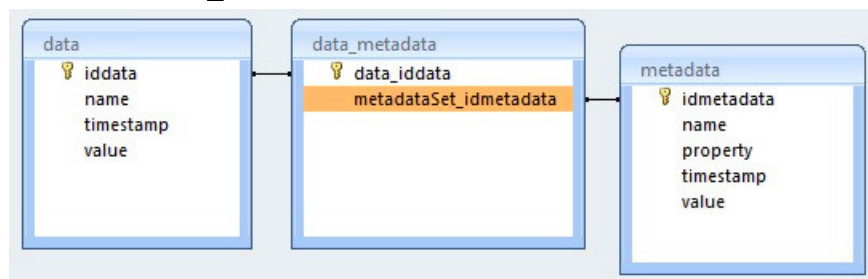 data
iddata
name
timestamp
value
data_metadata
data_iddata
metadataSet_idmetadata
metadata
idmetadata
name
property
timestamp
value